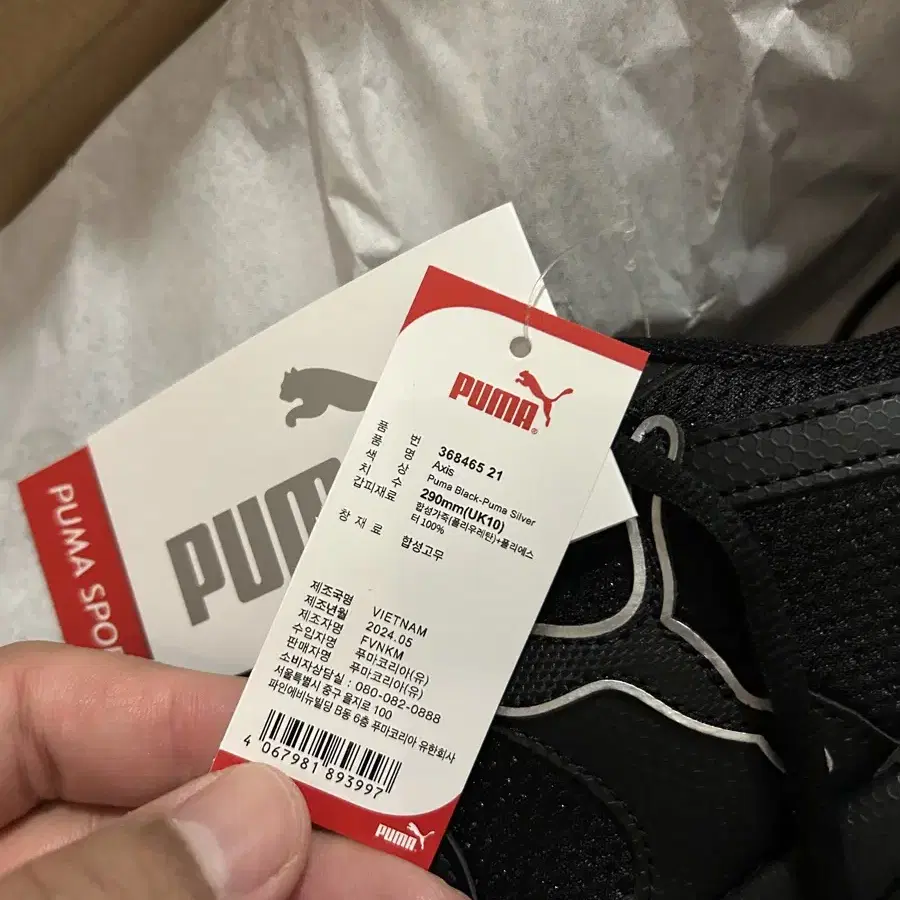 PUMA SPO
PUM
PUMA
품 번 368465 21
품 명 Axis
색 상 Puma Black-Puma Silver
치 수 290mm(UK10)
갑피재료 합성가죽(폴리우레탄)+폴리에스
터 100%
창 재 료 합성고무
제조국명 VIETNAM
제조년월 2024.05
제조자명 FVNKM
수입자명 푸마코리아(유)
판매자명 푸마코리아(유)
소비자상담실 : 080-082-0888
서울특별시 중구 을지로 100
파인에비뉴빌딩 B동 6층 푸마코리아 유한회사
4 067981 893997
PUMA